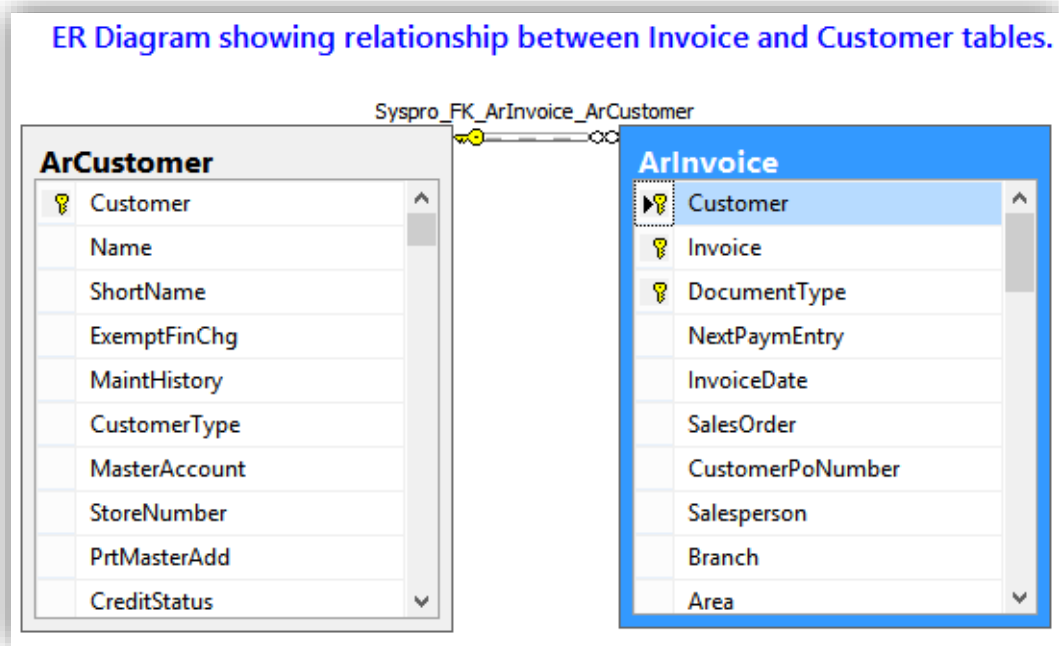 ER Diagram showing relationship between Invoice and Customer tables.
Syspro_FK_ArInvoice_ArCustomer
ArCustomer
Customer
Name
ShortName
ExemptFinChg
MaintHistory
CustomerType
MasterAccount
StoreNumber
PrtMasterAdd
CreditStatus
ArInvoice
Customer
Invoice
DocumentType
NextPaymEntry
InvoiceDate
SalesOrder
CustomerPoNumber
Salesperson
Branch
Area